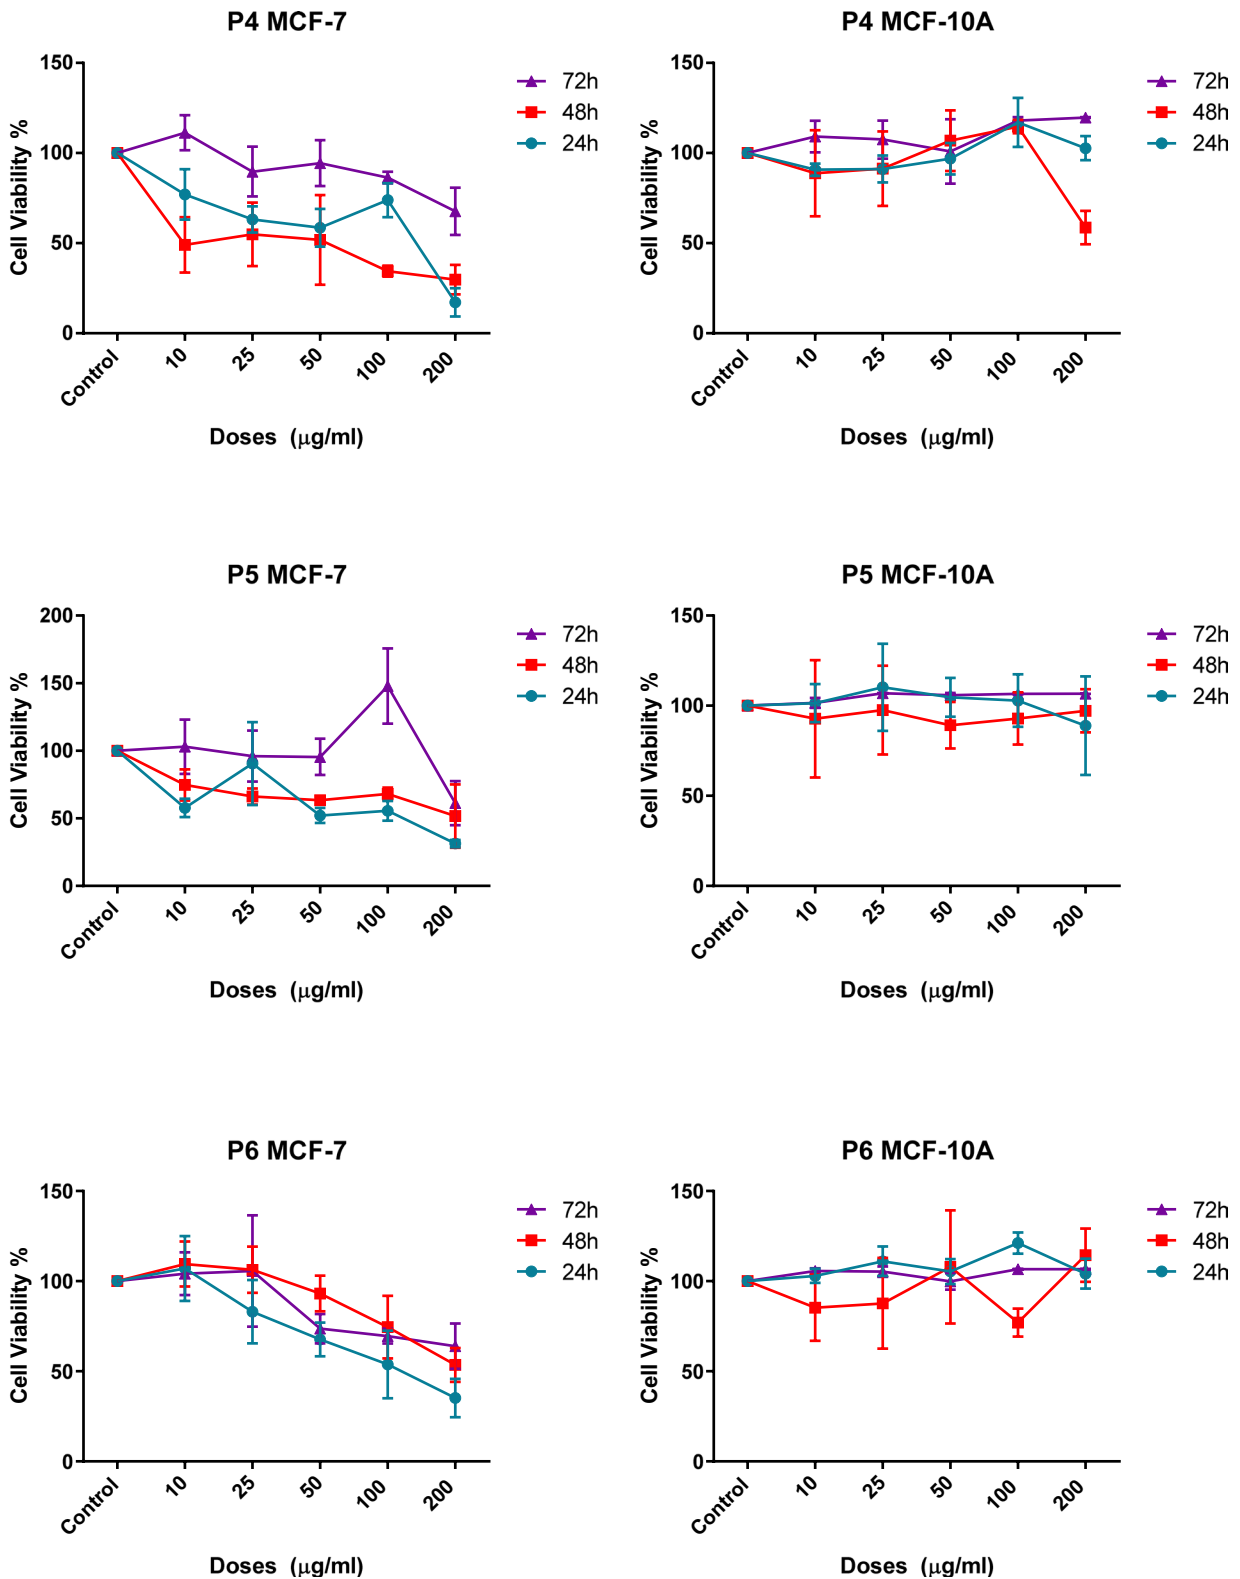 P4 MCF-7
150
100
50
0
Cell Viability %
Control
10
25
50
100
200
Doses (μg/ml)
72h
48h
24h
P4 MCF-10A
150
100
50
0
Cell Viability %
Control
10
25
50
100
200
Doses (μg/ml)
72h
48h
24h
P5 MCF-7
200
150
100
50
0
Cell Viability %
Control
10
25
50
100
200
Doses (μg/ml)
72h
48h
24h
P5 MCF-10A
150
100
50
0
Cell Viability %
Control
10
25
50
100
200
Doses (μg/ml)
72h
48h
24h
P6 MCF-7
150
100
50
0
Cell Viability %
Control
10
25
50
100
200
Doses (μg/ml)
72h
48h
24h
P6 MCF-10A
150
100
50
0
Cell Viability %
Control
10
25
50
100
200
Doses (μg/ml)
72h
48h
24h